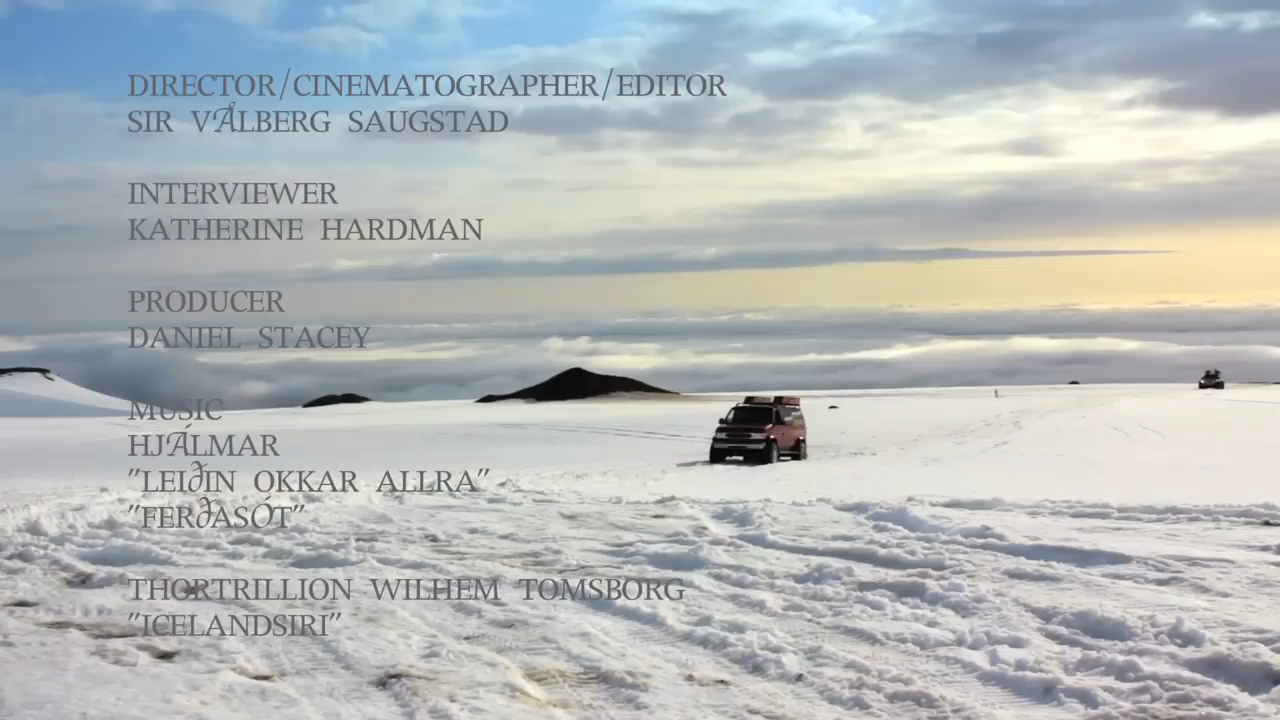 DIRECTOR/CINEMATOGRAPHER/EDITOR
SIR VÅLBERG SAUGSTAD
INTERVIEWER
KATHERINE HARDMAN
PRODUCER
DANIEL STACEY
MUSIC
HJÁLMAR
"LEIðIN OKKAR ALLRA"
"FERðASÓT"
THORTRILLION WILHEM TOMSBORG
"ICELANDSIRI"